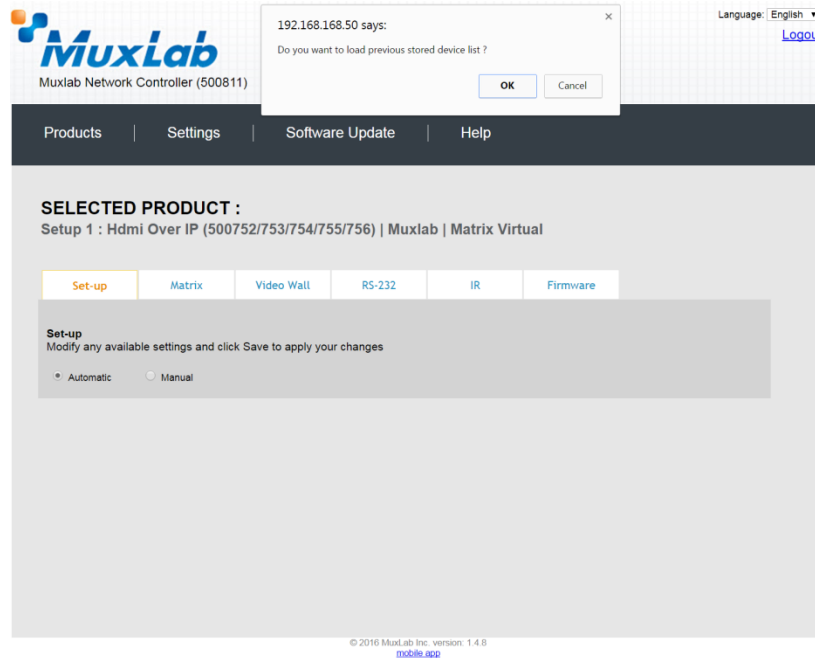 192.168.168.50 says:
Do you want to load previous stored device list ?
OK
Cancel
Language: English
Logou
MuxLab
Muxlab Network Controller (500811)
Products | Settings | Software Update | Help
SELECTED PRODUCT :
Setup 1 : Hdmi Over IP (500752/753/754/755/756) | Muxlab | Matrix Virtual
Set-up Matrix Video Wall RS-232 IR Firmware
Set-up
Modify any available settings and click Save to apply your changes
Automatic Manual
© 2016 MuxLab Inc. version: 1.4.8
mobile app